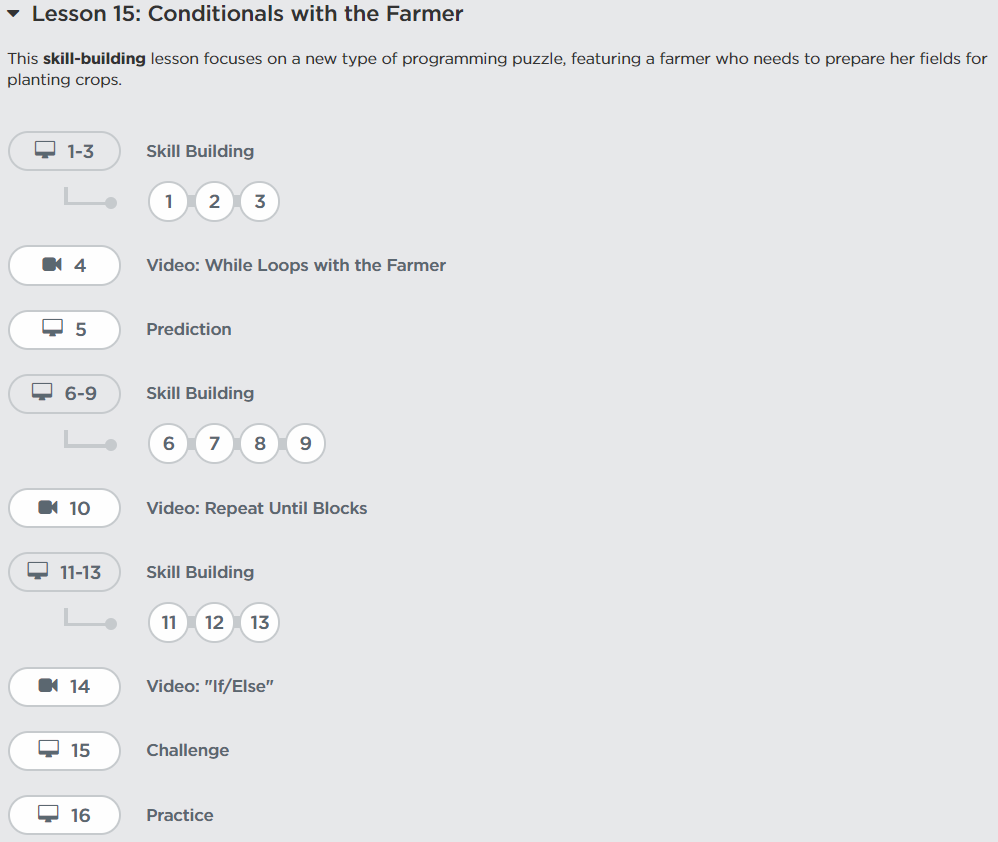 Lesson 15: Conditionals with the Farmer
This skill-building lesson focuses on a new type of programming puzzle, featuring a farmer who needs to prepare her fields for
planting crops.
1-3 Skill Building
1 2 3
4 Video: While Loops with the Farmer
5 Prediction
6-9 Skill Building
6 7 8 9
10 Video: Repeat Until Blocks
11-13 Skill Building
11 12 13
14 Video: "If/Else"
15 Challenge
16 Practice